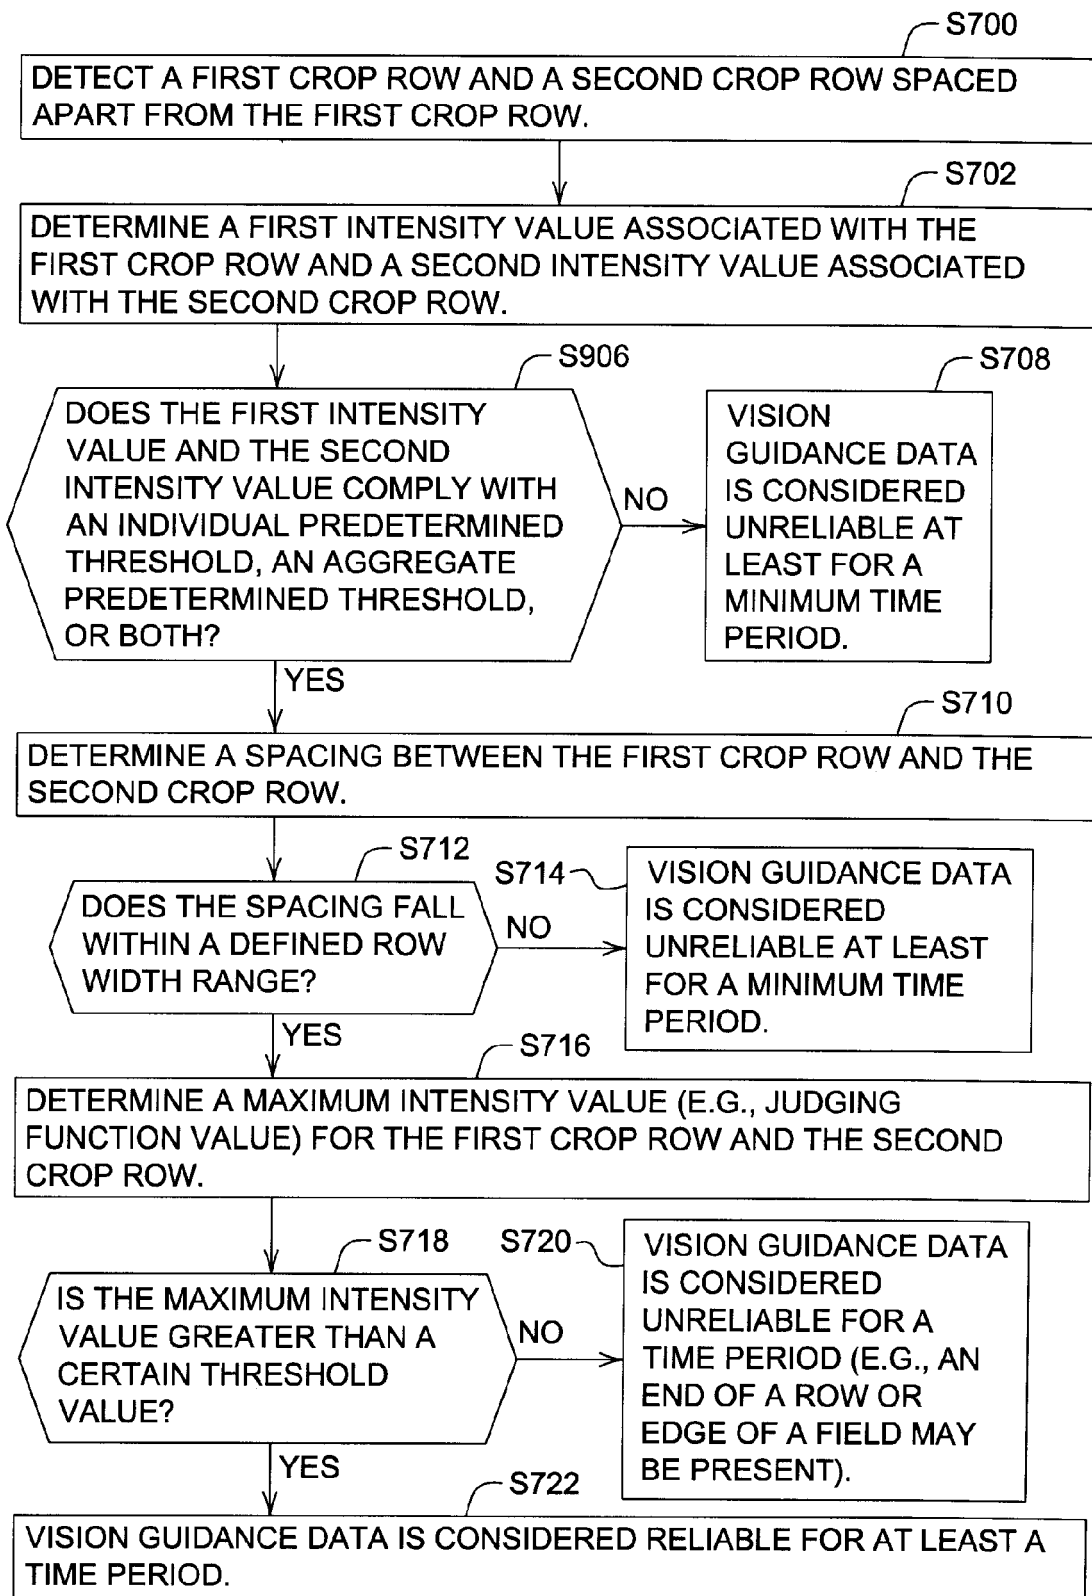 S700
DETECT A FIRST CROP ROW AND A SECOND CROP ROW SPACED
APART FROM THE FIRST CROP ROW.
S702
DETERMINE A FIRST INTENSITY VALUE ASSOCIATED WITH THE
FIRST CROP ROW AND A SECOND INTENSITY VALUE ASSOCIATED
WITH THE SECOND CROP ROW.
S906
DOES THE FIRST INTENSITY
VALUE AND THE SECOND
INTENSITY VALUE COMPLY WITH
AN INDIVIDUAL PREDETERMINED
THRESHOLD, AN AGGREGATE
PREDETERMINED THRESHOLD,
OR BOTH?
NO
S708
VISION
GUIDANCE DATA
IS CONSIDERED
UNRELIABLE AT
LEAST FOR A
MINIMUM TIME
PERIOD.
YES
S710
DETERMINE A SPACING BETWEEN THE FIRST CROP ROW AND THE
SECOND CROP ROW.
S712
DOES THE SPACING FALL
WITHIN A DEFINED ROW
WIDTH RANGE?
NO
S714
VISION GUIDANCE DATA
IS CONSIDERED
UNRELIABLE AT LEAST
FOR A MINIMUM TIME
PERIOD.
YES
S716
DETERMINE A MAXIMUM INTENSITY VALUE (E.G., JUDGING
FUNCTION VALUE) FOR THE FIRST CROP ROW AND THE SECOND
CROP ROW.
S718
IS THE MAXIMUM INTENSITY
VALUE GREATER THAN A
CERTAIN THRESHOLD
VALUE?
NO
S720
VISION GUIDANCE DATA
IS CONSIDERED
UNRELIABLE FOR A
TIME PERIOD (E.G., AN
END OF A ROW OR
EDGE OF A FIELD MAY
BE PRESENT).
YES
S722
VISION GUIDANCE DATA IS CONSIDERED RELIABLE FOR AT LEAST A
TIME PERIOD.